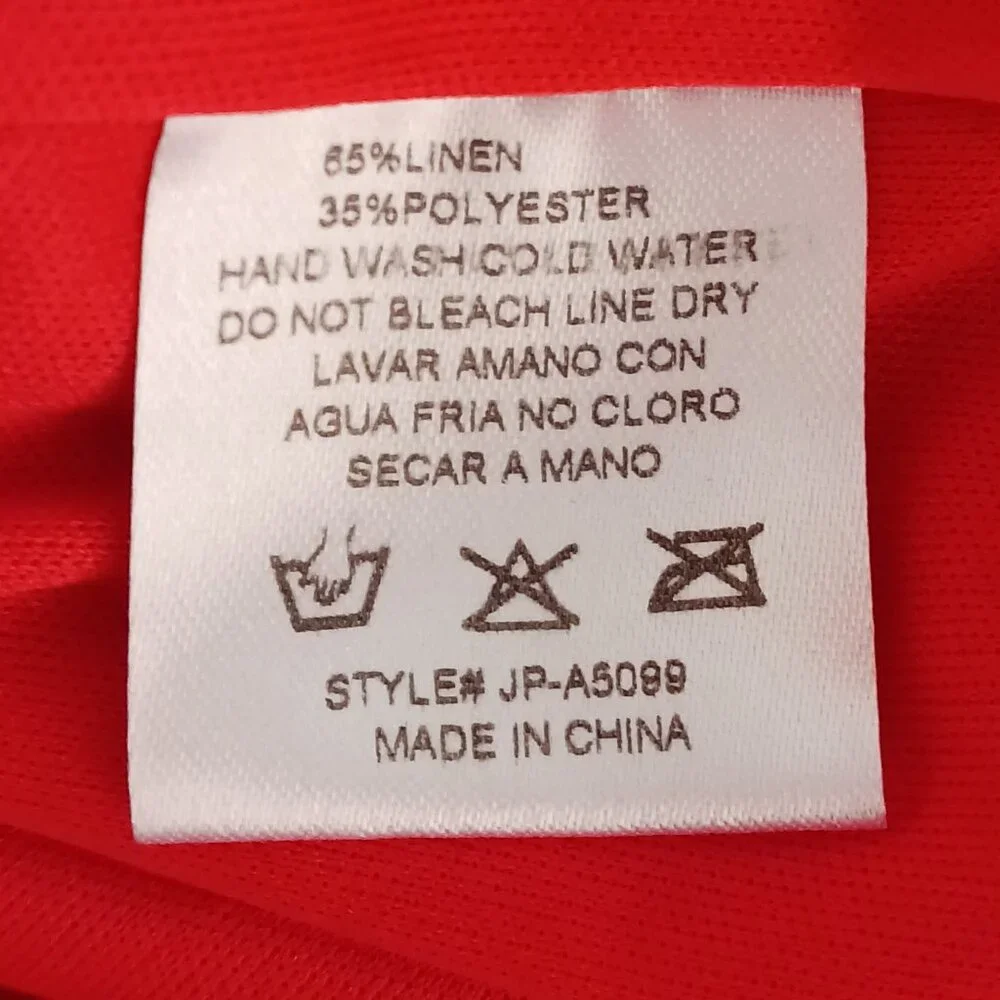 65%LINEN
35%POLYESTER
HAND WASH COLD WATER
DO NOT BLEACH LINE DRY
LAVAR AMANO CON
AGUA FRIA NO CLORO
SECAR A MANO
STYLE# JP-A5099
MADE IN CHINA